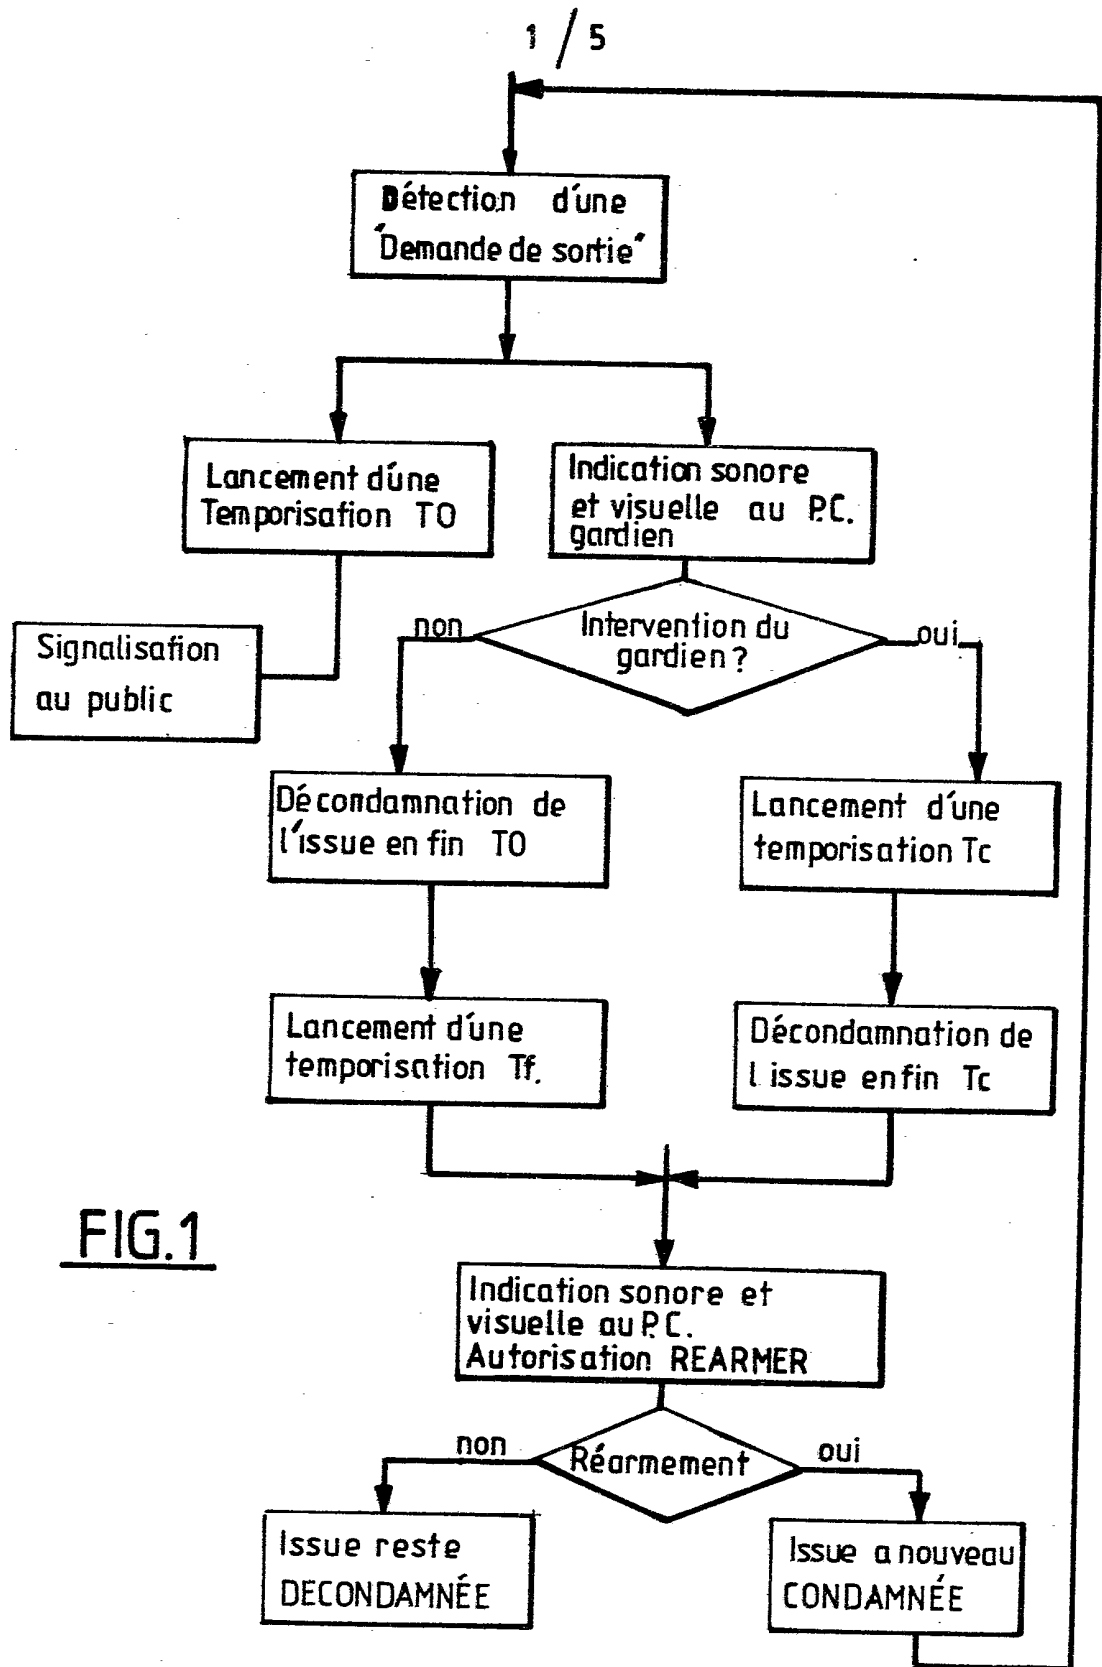 1 / 5
Détection d'une
"Demande de sortie"
Lancement d'une
Temporisation TO
Indication sonore
et visuelle au P.C.
gardien
Signalisation
au public
non
Intervention du
gardien ?
oui
Décondamnation de
l'issue en fin TO
Lancement d'une
temporisation Tc
Lancement d'une
temporisation Tf.
Décondamnation de
l issue en fin Tc
FIG.1
Indication sonore et
visuelle au P.C.
Autorisation REARMER
non
Réarmement
oui
Issue reste
DECONDAMNÉE
Issue a nouveau
CONDAMNÉE